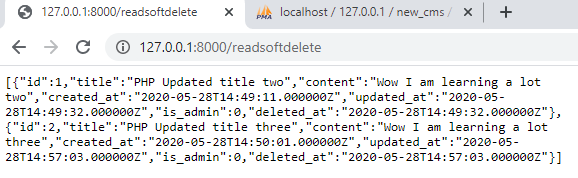 127.0.0.1:8000/readsoftdelete
PMA
localhost / 127.0.0.1 / new_cms /
127.0.0.1:8000/readsoftdelete
[{"id":1,"title":"PHP Updated title two","content":"Wow I am learning a lot
two","created_at":"2020-05-28T14:49:11.000000Z","updated_at":"2020-05-
28T14:49:32.000000Z","is_admin":0,"deleted_at":"2020-05-28T14:49:32.000000Z"},
{"id":2,"title":"PHP Updated title three","content":"Wow I am learning a lot
three","created_at":"2020-05-28T14:50:01.000000Z","updated_at":"2020-05-
28T14:57:03.000000Z","is_admin":0,"deleted_at":"2020-05-28T14:57:03.000000Z"}]